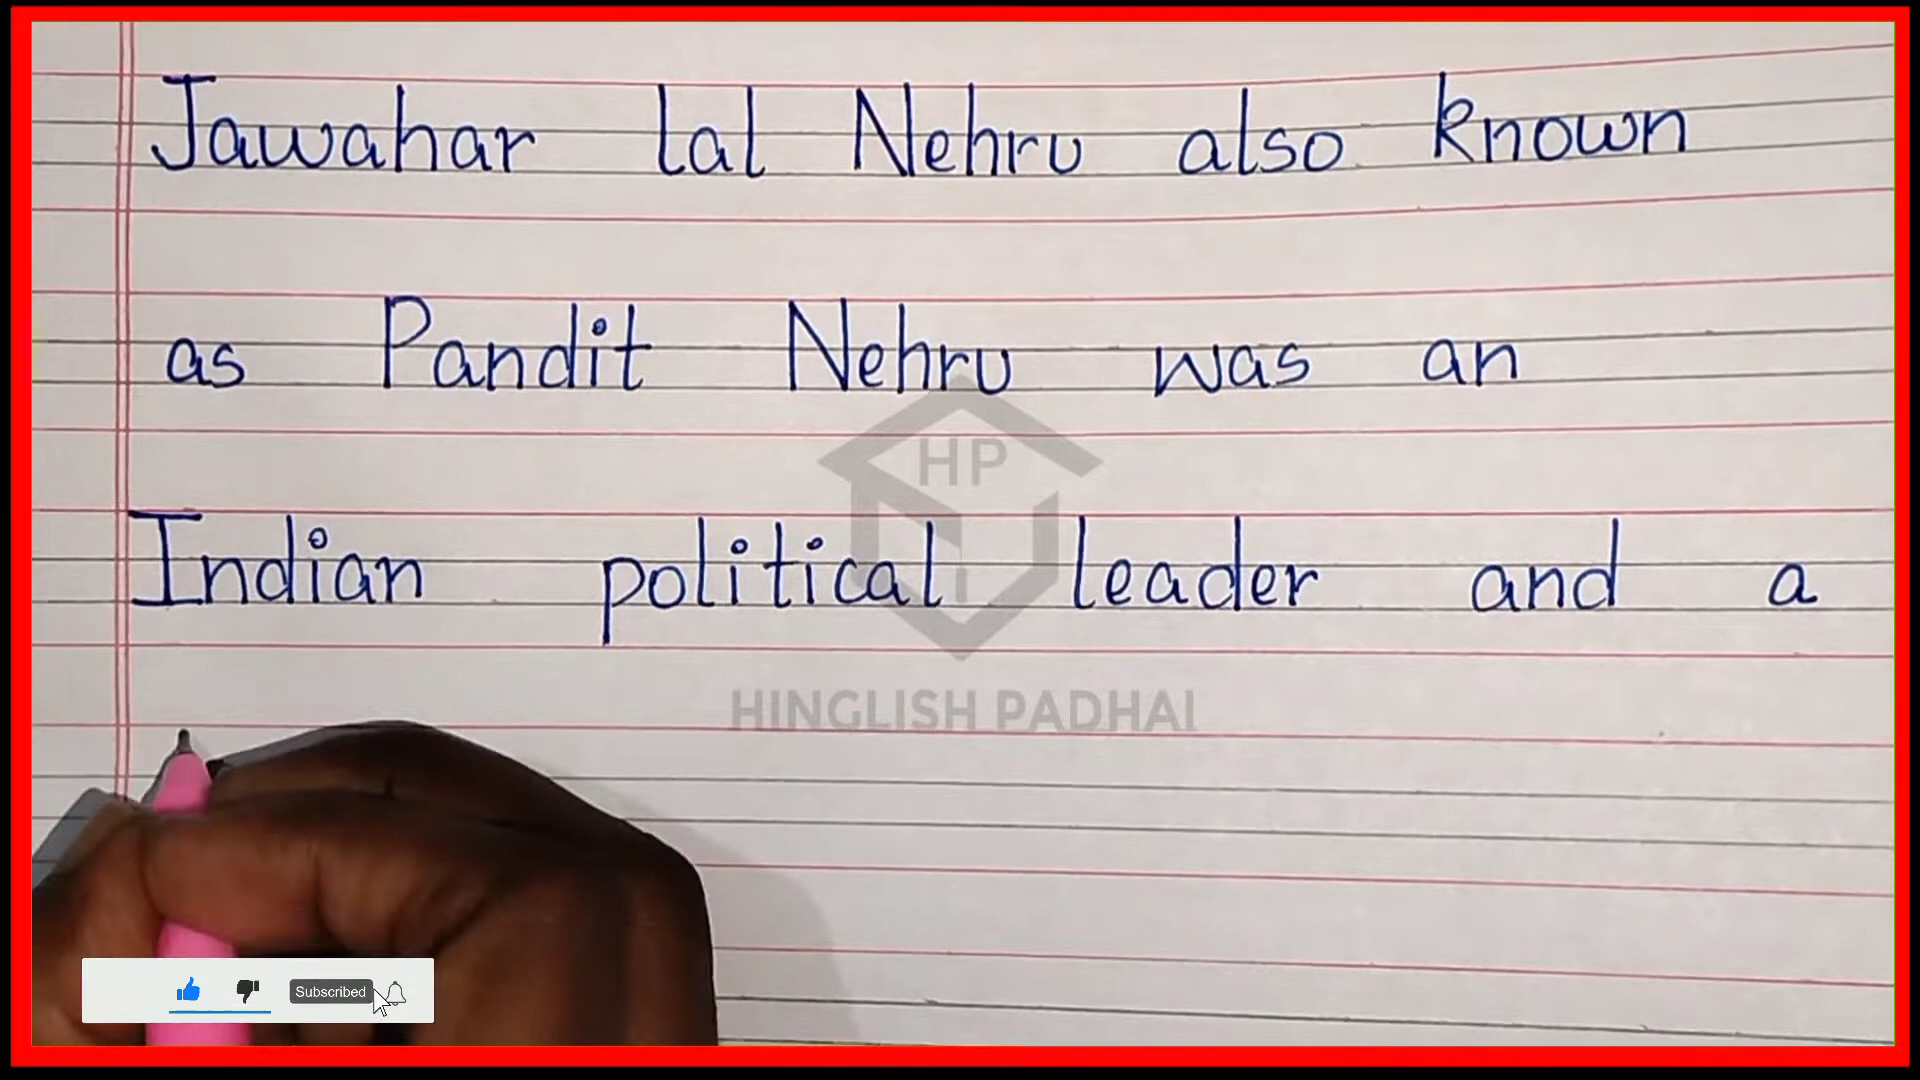 Jawahar lal Nehru also known
as Pandit Nehru was an
HP
Indian political leader and a
HINGLISH PADHAI
Subscribed